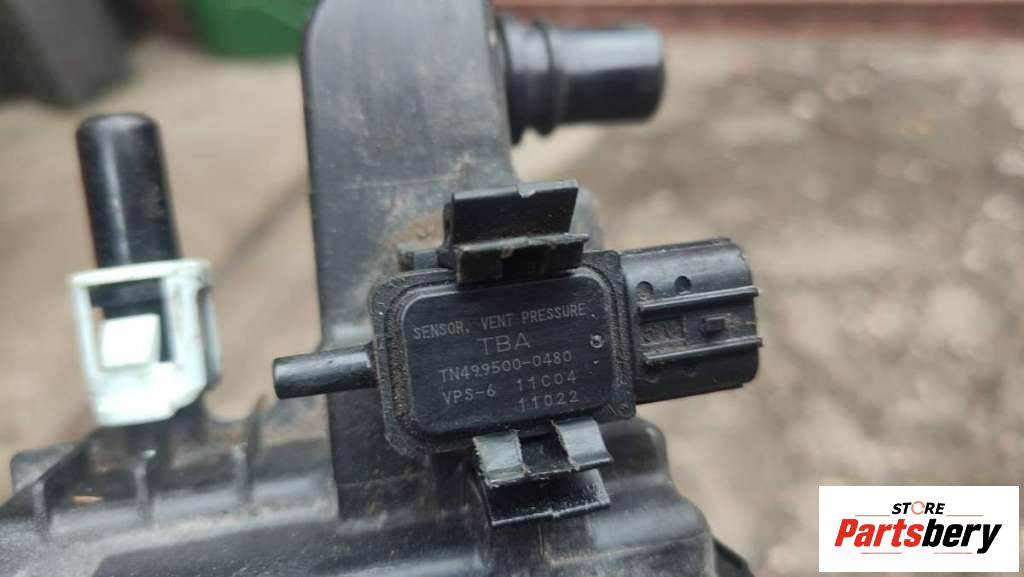 SENSOR, VENT PRESSURE
TBA
TN499500-0480
VPS-6 11C04
11022
STORE
Partsbery